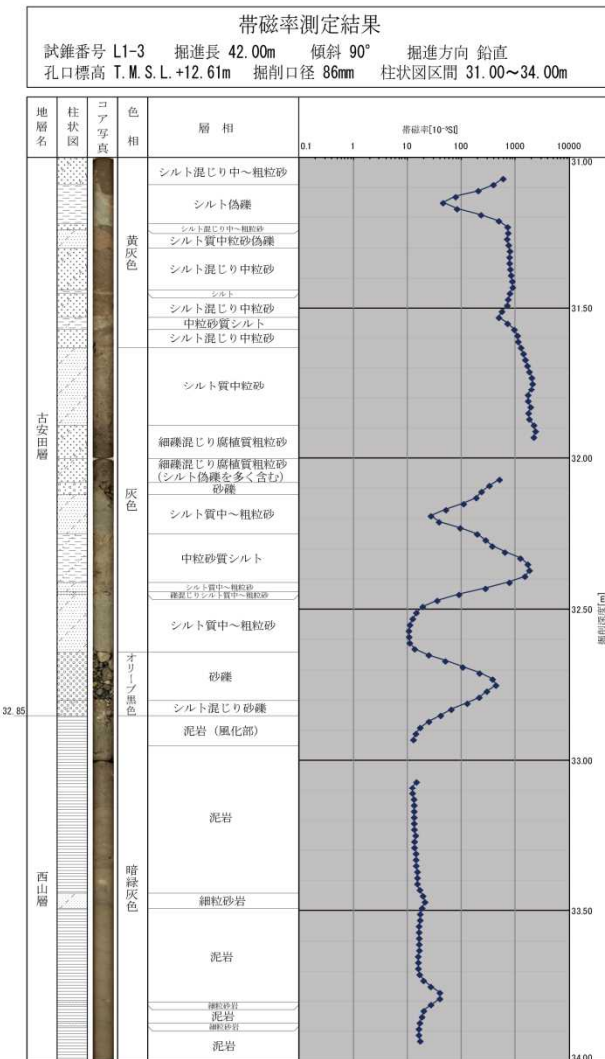 帯磁率測定結果
試錐番号 L1-3 掘進長 42.00m 傾斜 90° 掘進方向 鉛直
孔口標高 T.M.S.L.+12.61m 掘削口径 86mm 柱状図区間 31.00～34.00m
地層名 柱状図 コア写真 色相 層相
帯磁率[10⁻⁵SI]
0.1 1 10 100 1000 10000
31.00
シルト混じり中～粗粒砂
シルト偽礫
シルト混じり中～粗粒砂
シルト質中粒砂偽礫
黄灰色
シルト混じり中粒砂
シルト
31.50
シルト混じり中粒砂
中粒砂質シルト
シルト混じり中粒砂
シルト質中粒砂
古安田層
細礫混じり腐植質粗粒砂
32.00
細礫混じり腐植質粗粒砂
(シルト偽礫を多く含む)
砂礫
灰色
シルト質中～粗粒砂
中粒砂質シルト
シルト質中～粗粒砂
礫混じりシルト質中～粗粒砂
32.50
掘削深度[m]
シルト質中～粗粒砂
オリーブ黒色
砂礫
シルト混じり砂礫
32.85
泥岩（風化部）
33.00
泥岩
西山層
暗緑灰色
細粒砂岩
33.50
泥岩
細粒砂岩
泥岩
細粒砂岩
泥岩
34.00